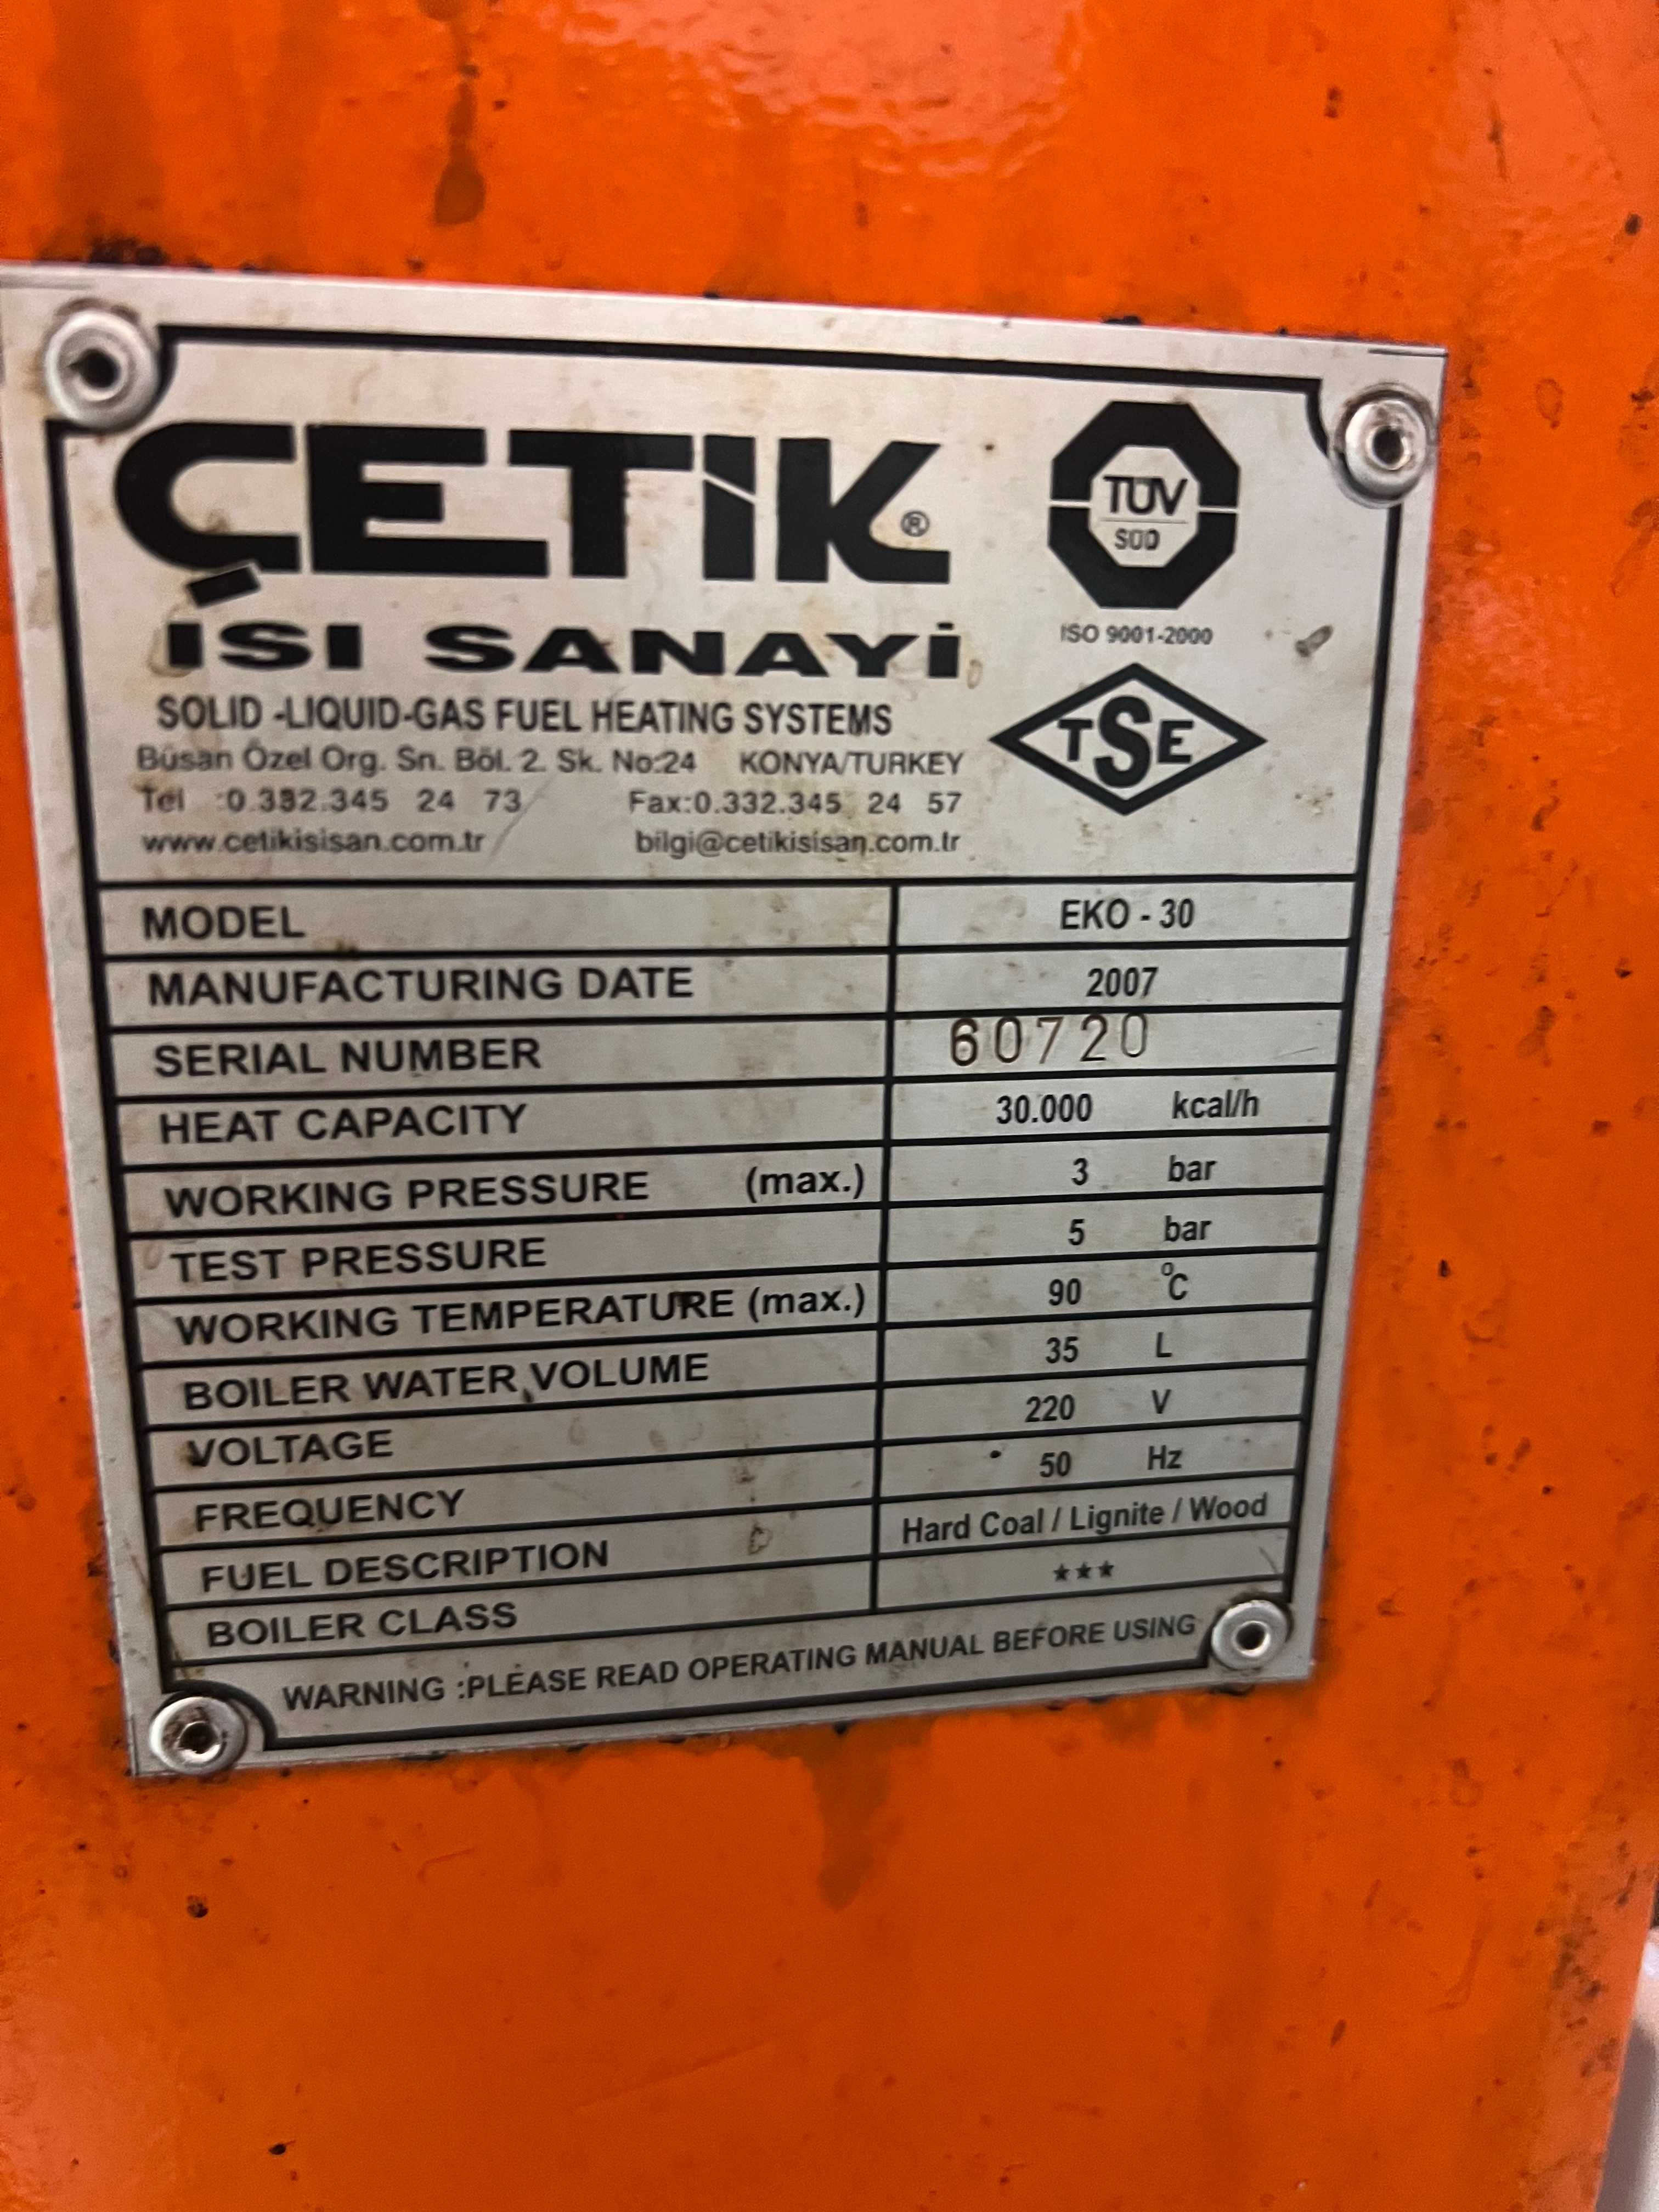 ÇETİK®
ISI SANAYİ
SOLID -LIQUID-GAS FUEL HEATING SYSTEMS
Büsan Özel Org. Sn. Böl. 2. Sk. No:24 KONYA/TURKEY
Tel :0.332.345 24 73 Fax:0.332.345 24 57
www.cetikisisan.com.tr bilgi@cetikisisan.com.tr
TÜV
SÜD
ISO 9001-2000
TSE
MODEL EKO - 30
MANUFACTURING DATE 2007
SERIAL NUMBER 60720
HEAT CAPACITY 30.000 kcal/h
WORKING PRESSURE (max.) 3 bar
TEST PRESSURE 5 bar
WORKING TEMPERATURE (max.) 90 °C
BOILER WATER VOLUME 35 L
VOLTAGE 220 V
FREQUENCY 50 Hz
FUEL DESCRIPTION Hard Coal / Lignite / Wood
BOILER CLASS ★★★
WARNING :PLEASE READ OPERATING MANUAL BEFORE USING